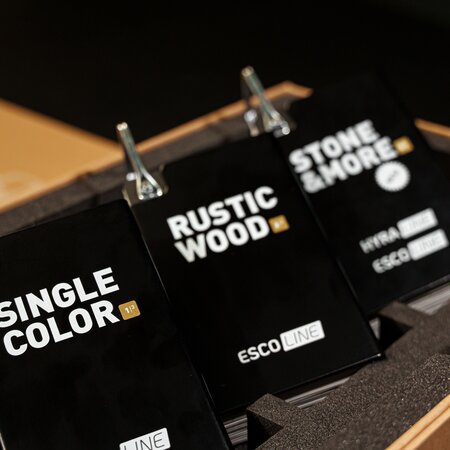 SINGLE
COLOR
LINE
RUSTIC
WOOD
ESCO LINE
STONE
&MORE
HYRA LINE
ESCO LINE